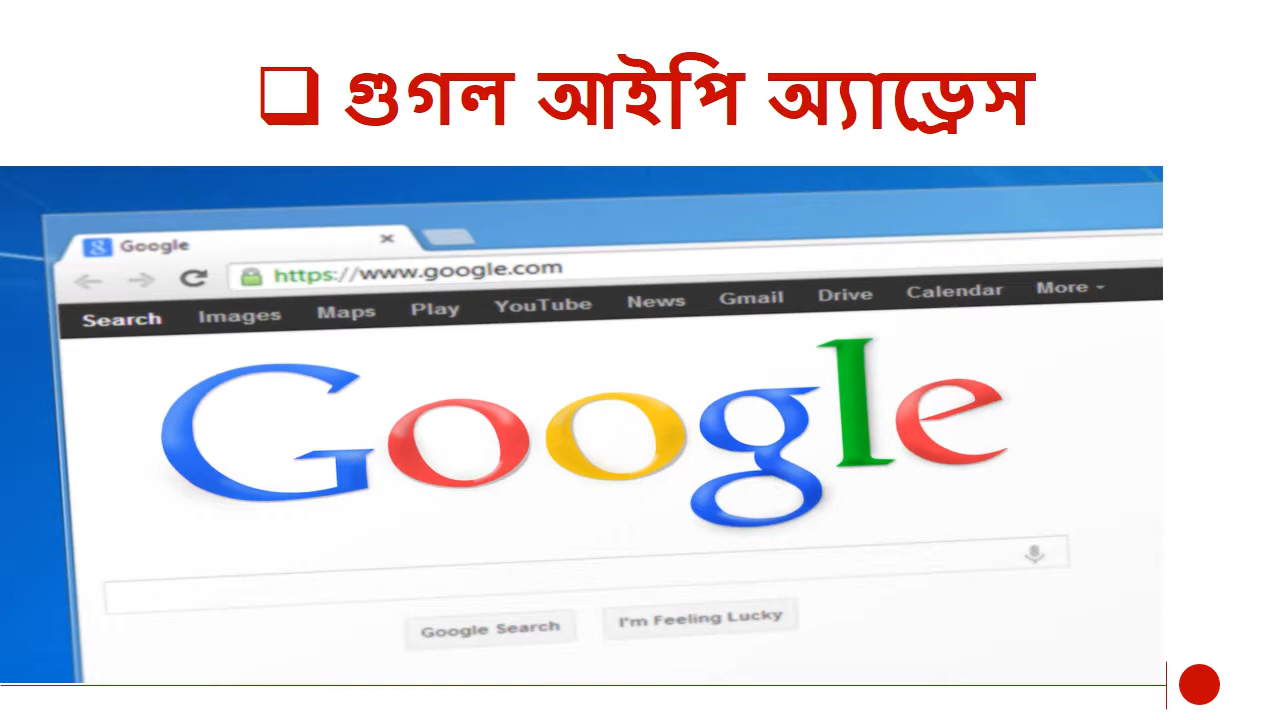 ❑ গুগল আইপি অ্যাড্রেস
Google
https://www.google.com
Search Images Maps Play YouTube News Gmail Drive Calendar More
Google
Google Search I'm Feeling Lucky